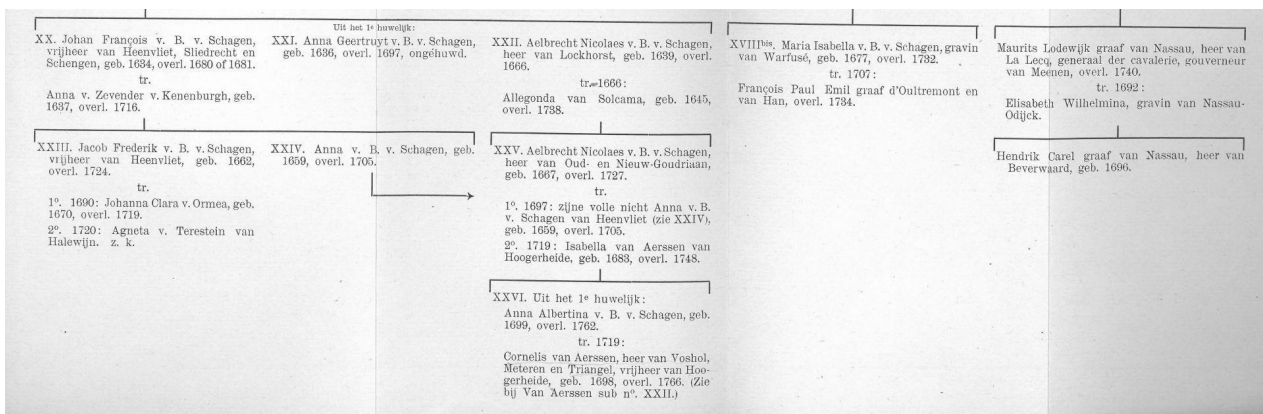 Uit het 1e huwelijk:
XX. Johan François v. B. v. Schagen,
vrijheer van Heenvliet, Sliedrecht en
Schengen, geb. 1634, overl. 1680 of 1681.
tr.
Anna v. Zevender v. Kenenburgh, geb.
1637, overl. 1716.
XXI. Anna Geertruyt v. B. v. Schagen,
geb. 1636, overl. 1697, ongehuwd.
XXII. Aelbrecht Nicolaes v. B. v. Schagen,
heer van Lockhorst, geb. 1639, overl.
1666.
tr. 1666:
Allegonda van Solcama, geb. 1645,
overl. 1738.
XVIIIbis. Maria Isabella v. B. v. Schagen, gravin
van Warfusé, geb. 1677, overl. 1732.
tr. 1707:
François Paul Emil graaf d'Oultremont en
van Han, overl. 1734.
Maurits Lodewijk graaf van Nassau, heer van
La Lecq, generaal der cavalerie, gouverneur
van Meenen, overl. 1740.
tr. 1692:
Elisabeth Wilhelmina, gravin van Nassau-
Odijck.
XXIII. Jacob Frederik v. B. v. Schagen,
vrijheer van Heenvliet, geb. 1662,
overl. 1724.
tr.
1º. 1690: Johanna Clara v. Ormea, geb.
1670, overl. 1719.
2º. 1720: Agneta v. Terestein van
Halewijn. z. k.
XXIV. Anna v. B. v. Schagen, geb.
1659, overl. 1705.
XXV. Aelbrecht Nicolaes v. B. v. Schagen,
heer van Oud- en Nieuw-Goudriaan,
geb. 1667, overl. 1727.
tr.
1º. 1697: zijne volle nicht Anna v. B.
v. Schagen van Heenvliet (zie XXIV),
geb. 1659, overl. 1705.
2º. 1719: Isabella van Aerssen van
Hoogerheide, geb. 1683, overl. 1748.
Hendrik Carel graaf van Nassau, heer van
Beverwaard, geb. 1696.
XXVI. Uit het 1e huwelijk:
Anna Albertina v. B. v. Schagen, geb.
1699, overl. 1762.
tr. 1719:
Cornelis van Aerssen, heer van Voshol,
Meteren en Triangel, vrijheer van Hoo-
gerheide, geb. 1698, overl. 1766. (Zie
bij Van Aerssen sub nº. XXII.)